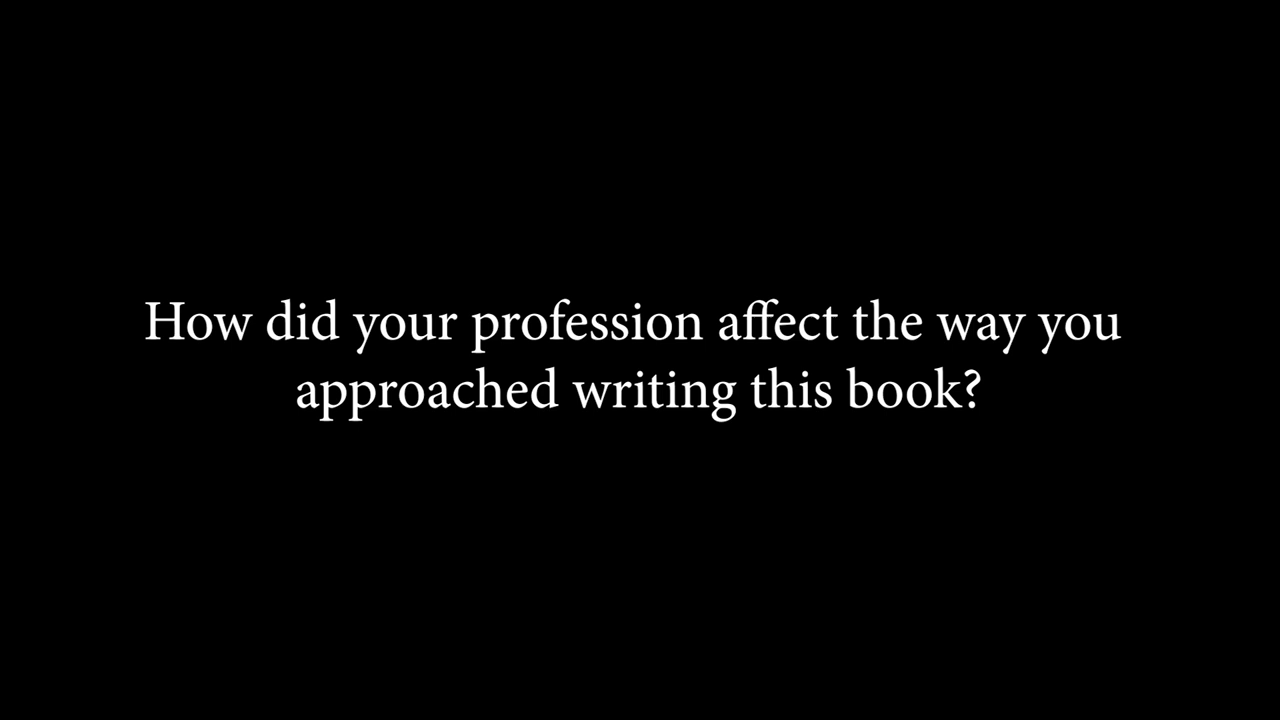 How did your profession affect the way you
approached writing this book?